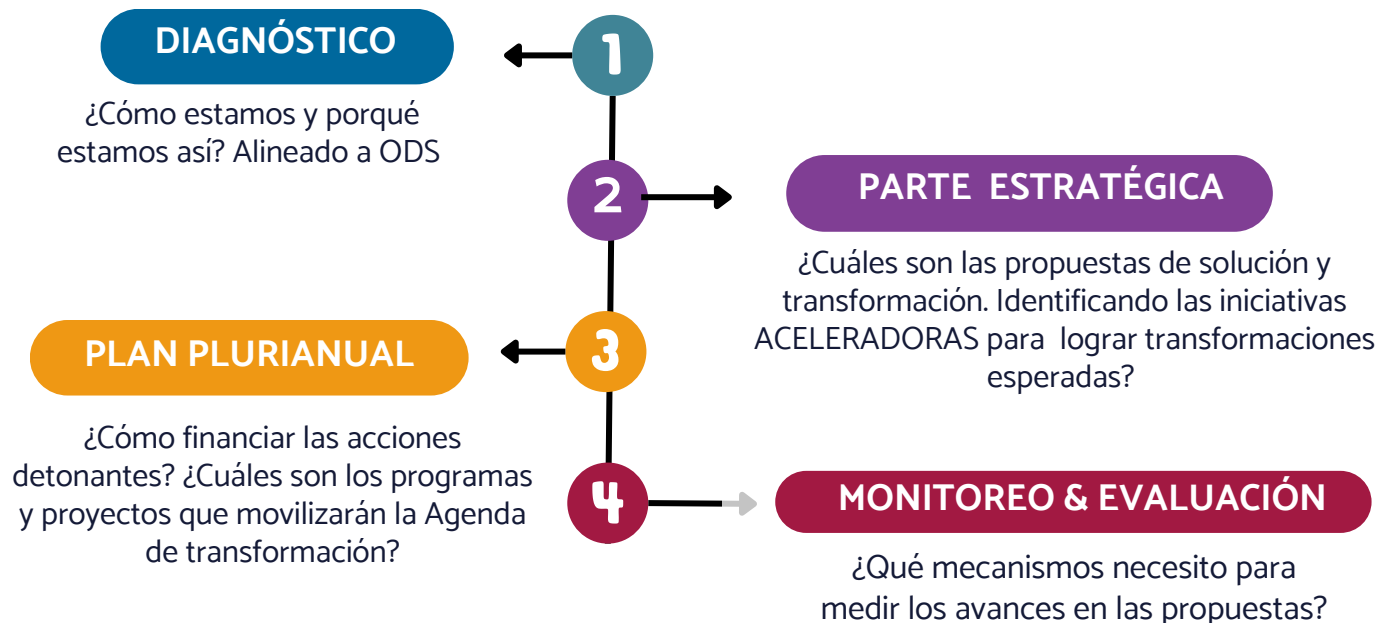 1
DIAGNÓSTICO
¿Cómo estamos y porqué
estamos así? Alineado a ODS
2
PARTE ESTRATÉGICA
¿Cuáles son las propuestas de solución y
transformación. Identificando las iniciativas
ACELERADORAS para lograr transformaciones
esperadas?
3
PLAN PLURIANUAL
¿Cómo financiar las acciones
detonantes? ¿Cuáles son los programas
y proyectos que movilizarán la Agenda
de transformación?
4
MONITOREO & EVALUACIÓN
¿Qué mecanismos necesito para
medir los avances en las propuestas?